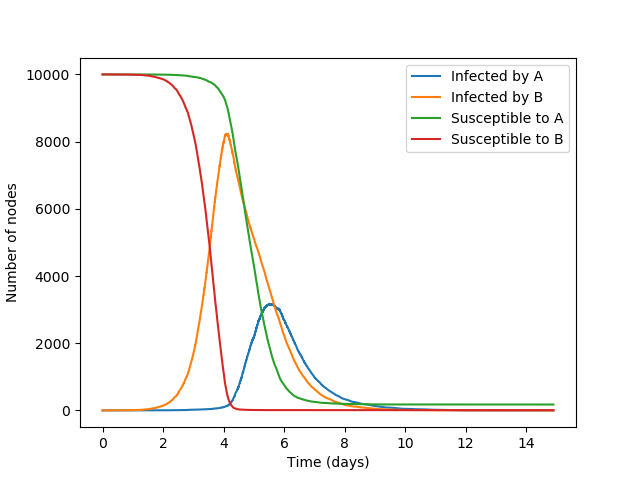 Infected by A
Infected by B
Susceptible to A
Susceptible to B
10000
8000
6000
4000
2000
0
Number of nodes
0 2 4 6 8 10 12 14
Time (days)